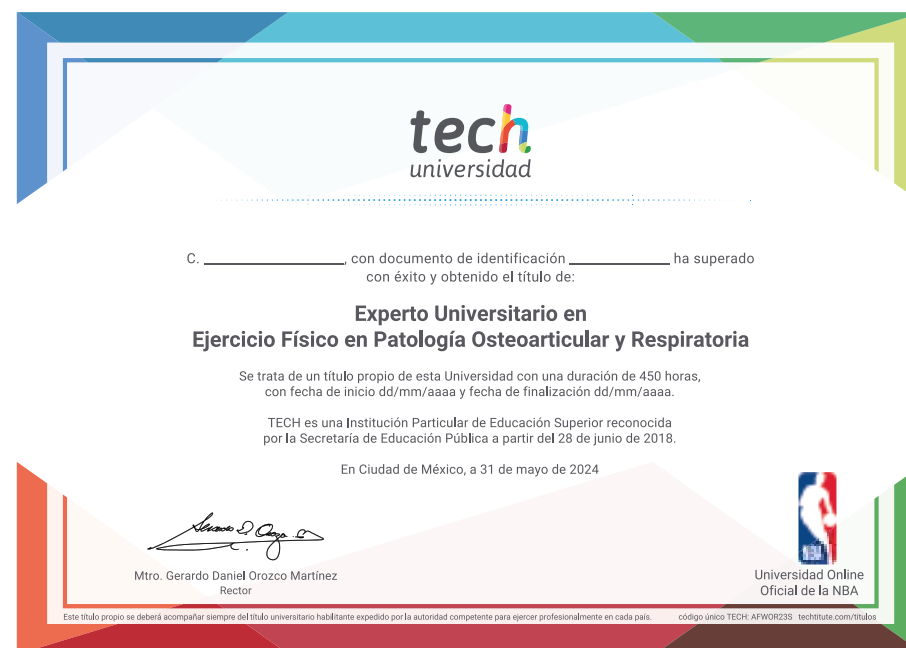 tech
universidad
C. ____________, con documento de identificación ____________ ha superado
con éxito y obtenido el título de:
Experto Universitario en
Ejercicio Físico en Patología Osteoarticular y Respiratoria
Se trata de un título propio de esta Universidad con una duración de 450 horas,
con fecha de inicio dd/mm/aaaa y fecha de finalización dd/mm/aaaa.
TECH es una Institución Particular de Educación Superior reconocida
por la Secretaría de Educación Pública a partir del 28 de junio de 2018.
En Ciudad de México, a 31 de mayo de 2024
Mtro. Gerardo Daniel Orozco Martínez
Rector
NBA
Universidad Online
Oficial de la NBA
Este título propio se deberá acompañar siempre del título universitario habilitante expedido por la autoridad competente para ejercer profesionalmente en cada país. código único TECH: AFWOR23S techtitute.com/titulos